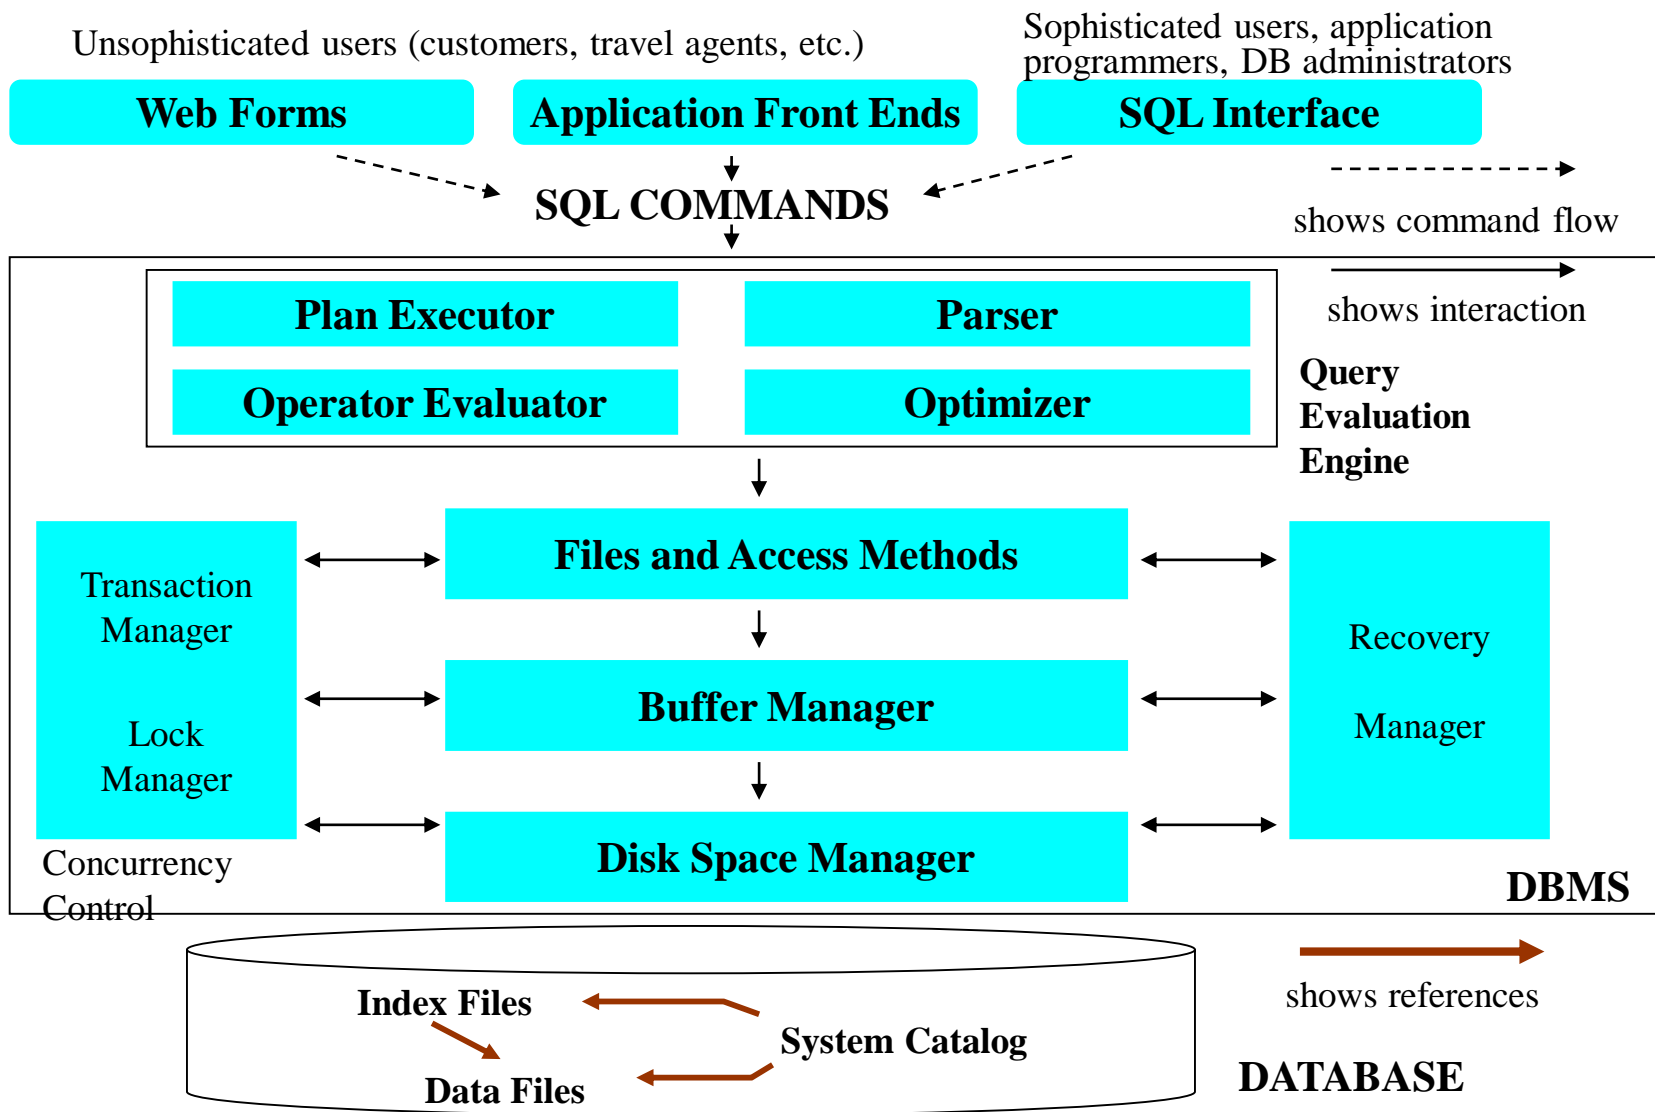 Unsophisticated users (customers, travel agents, etc.)
Sophisticated users, application
programmers, DB administrators
Web Forms
Application Front Ends
SQL Interface
SQL COMMANDS
shows command flow
shows interaction
Plan Executor
Parser
Operator Evaluator
Optimizer
Query
Evaluation
Engine
Files and Access Methods
Transaction
Manager
Lock
Manager
Buffer Manager
Recovery
Manager
Disk Space Manager
Concurrency
Control
DBMS
Index Files
System Catalog
Data Files
shows references
DATABASE